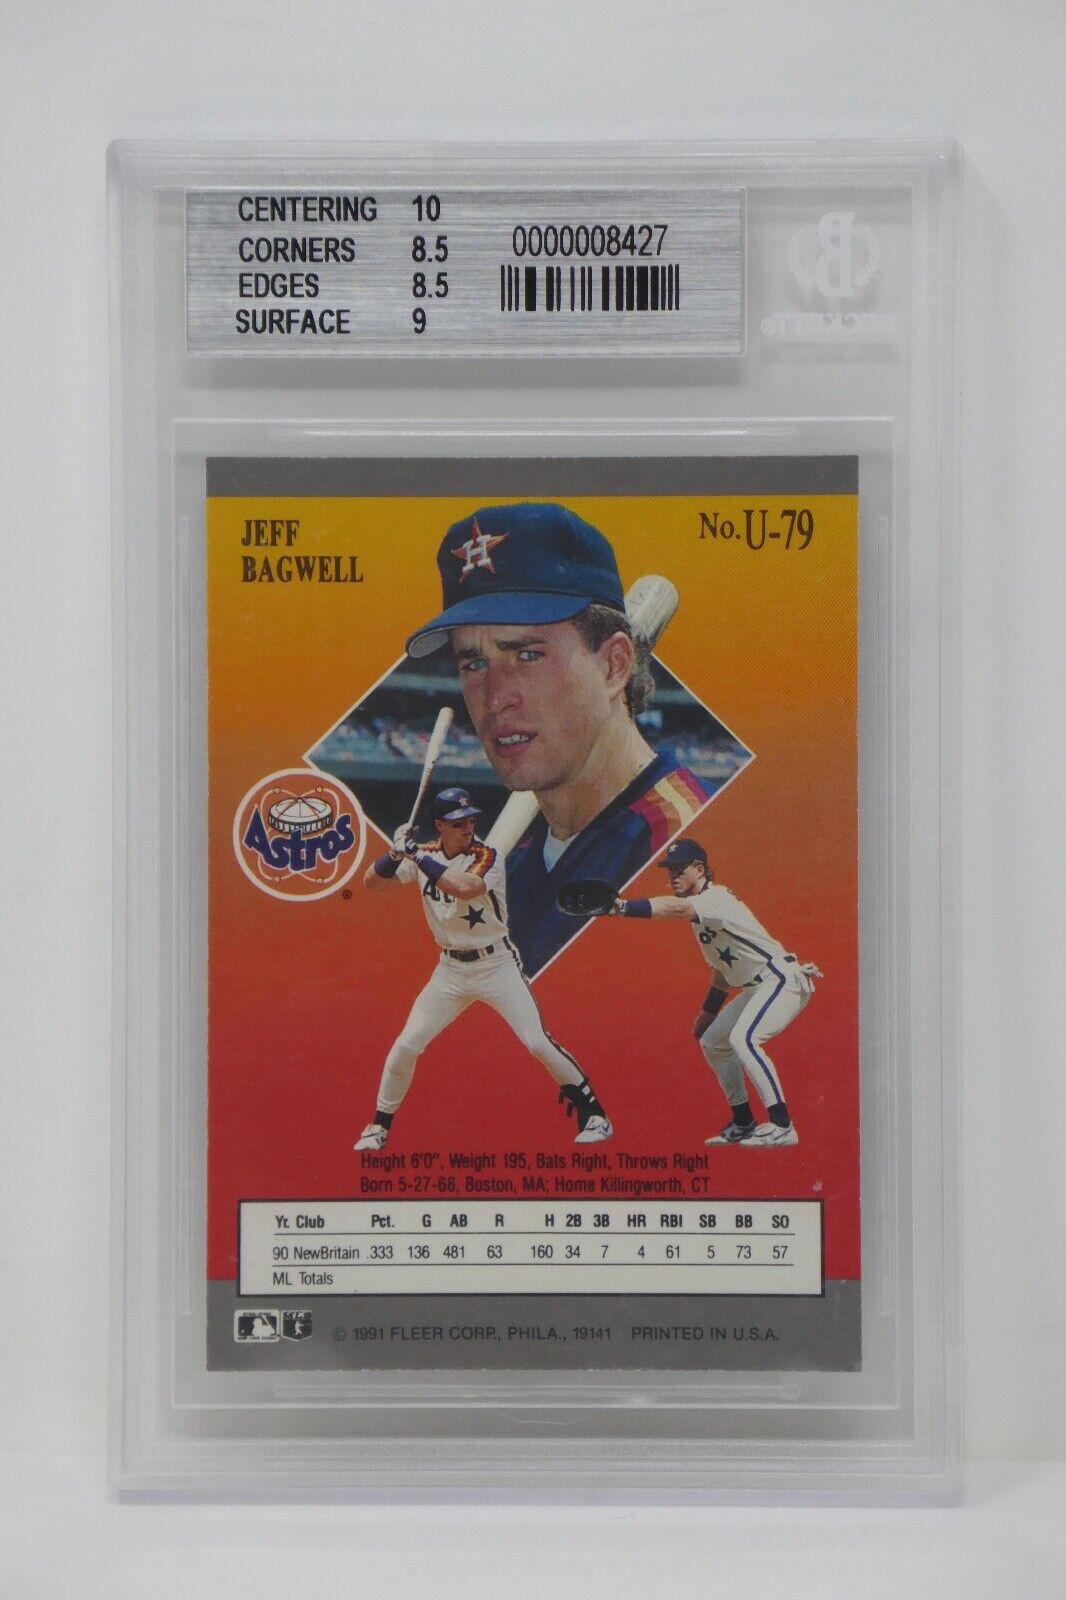 CENTERING 10
CORNERS 8.5
EDGES 8.5
SURFACE 9
0000008427
BECKETT®
JEFF
BAGWELL
No. U-79
H
Astros
®
OS
Height 6'0", Weight 195, Bats Right, Throws Right
Born 5-27-68, Boston, MA; Home Killingworth, CT
Yr. Club Pct. G AB R H 2B 3B HR RBI SB BB SO
90 NewBritain .333 136 481 63 160 34 7 4 61 5 73 57
ML Totals
© 1991 FLEER CORP., PHILA., 19141 PRINTED IN U.S.A.